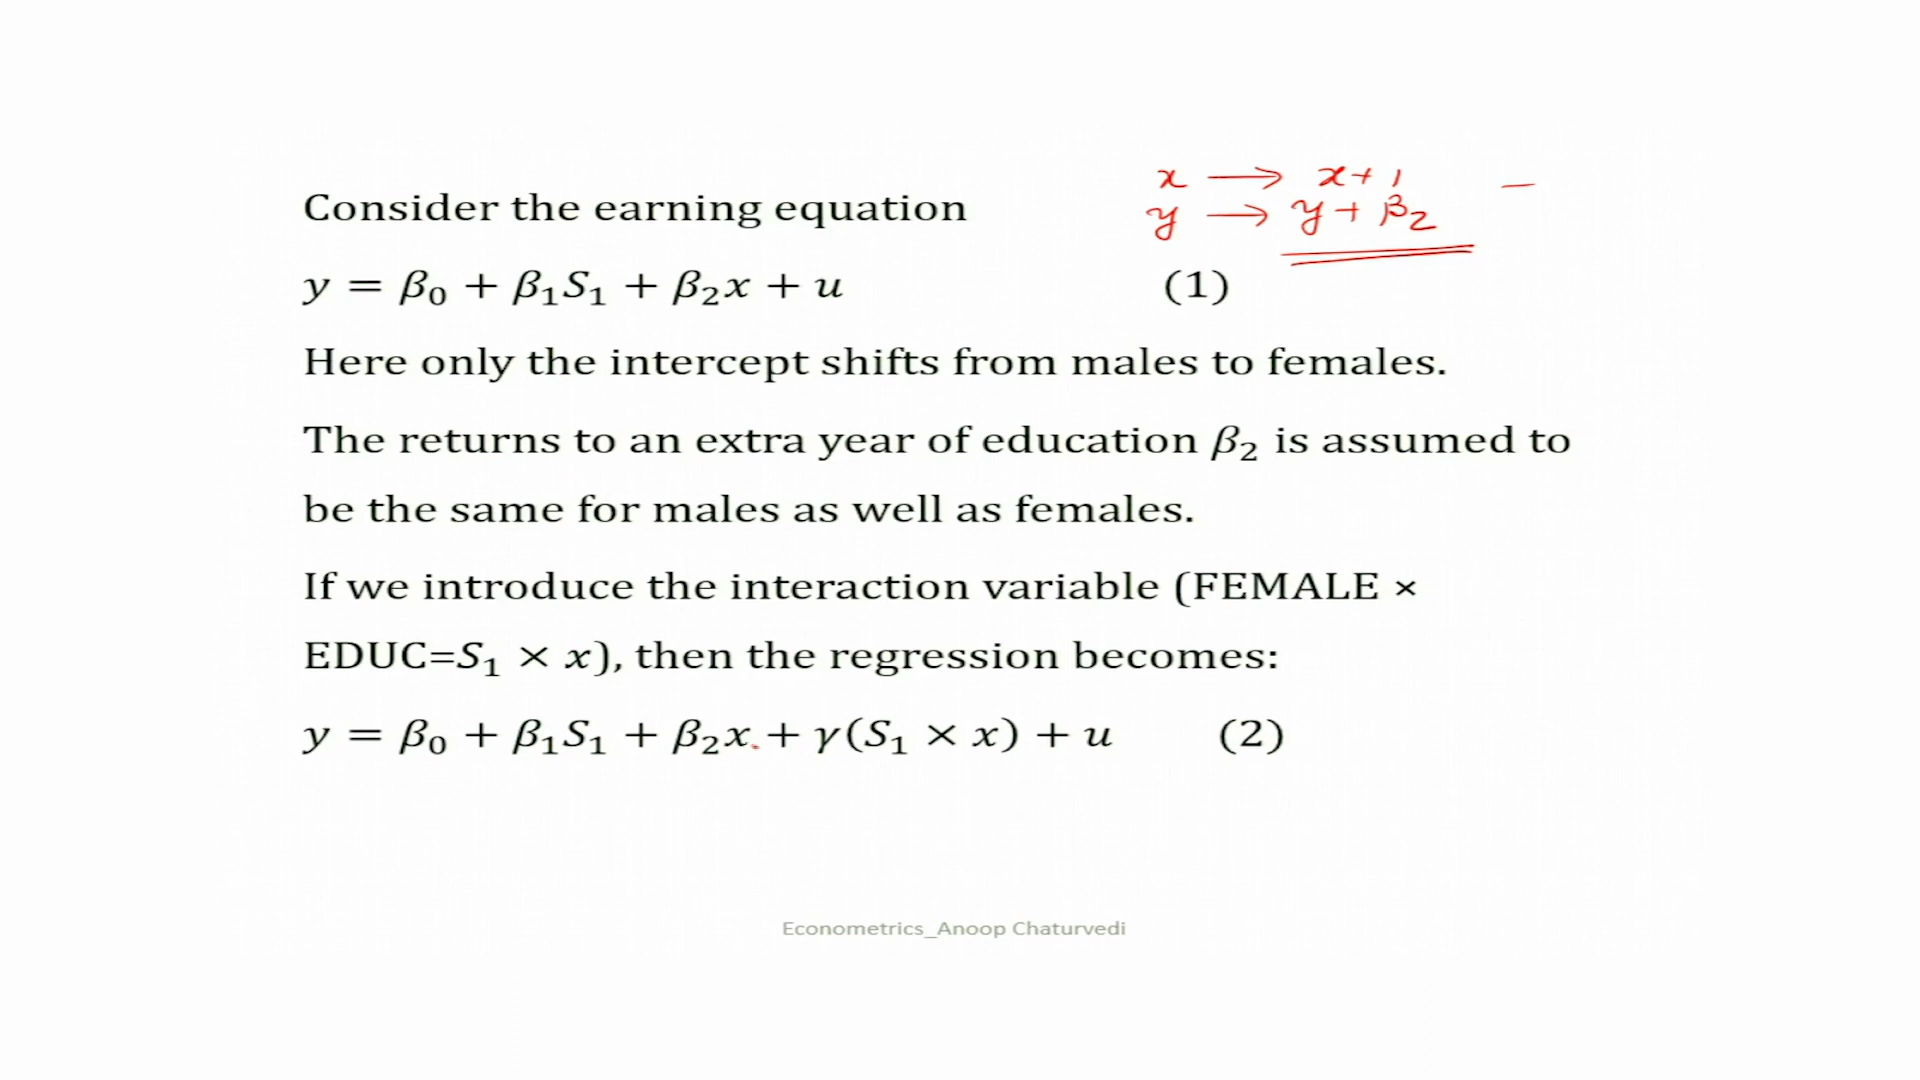 x → x+1
Consider the earning equation
y → y+β₂
y = β₀ + β₁S₁ + β₂x + u (1)
Here only the intercept shifts from males to females.
The returns to an extra year of education β₂ is assumed to
be the same for males as well as females.
If we introduce the interaction variable (FEMALE ×
EDUC=S₁ × x), then the regression becomes:
y = β₀ + β₁S₁ + β₂x + γ(S₁ × x) + u (2)
Econometrics_Anoop Chaturvedi